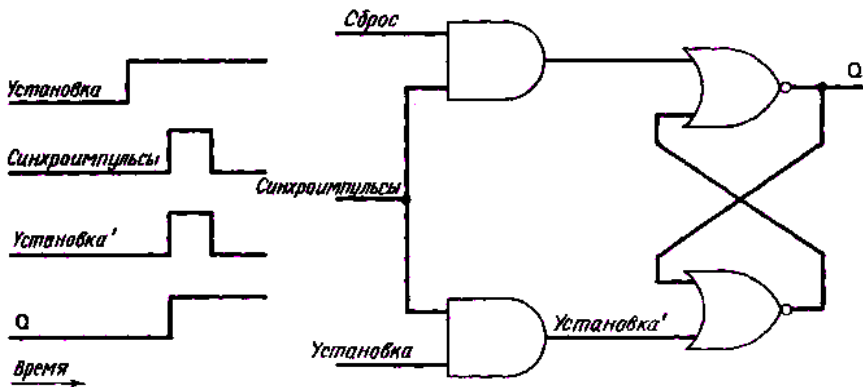 Установка
Синхроимпульсы
Установка'
Q
Время
Сброс
Синхроимпульсы
Установка
Установка'
Q